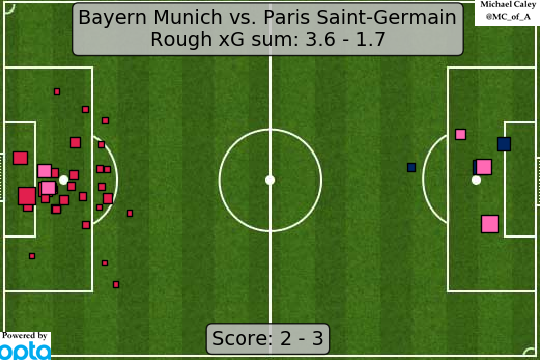 Bayern Munich vs. Paris Saint-Germain
Rough xG sum: 3.6 - 1.7
Michael Caley
@MC_of_A
Score: 2 - 3
Powered by
opta